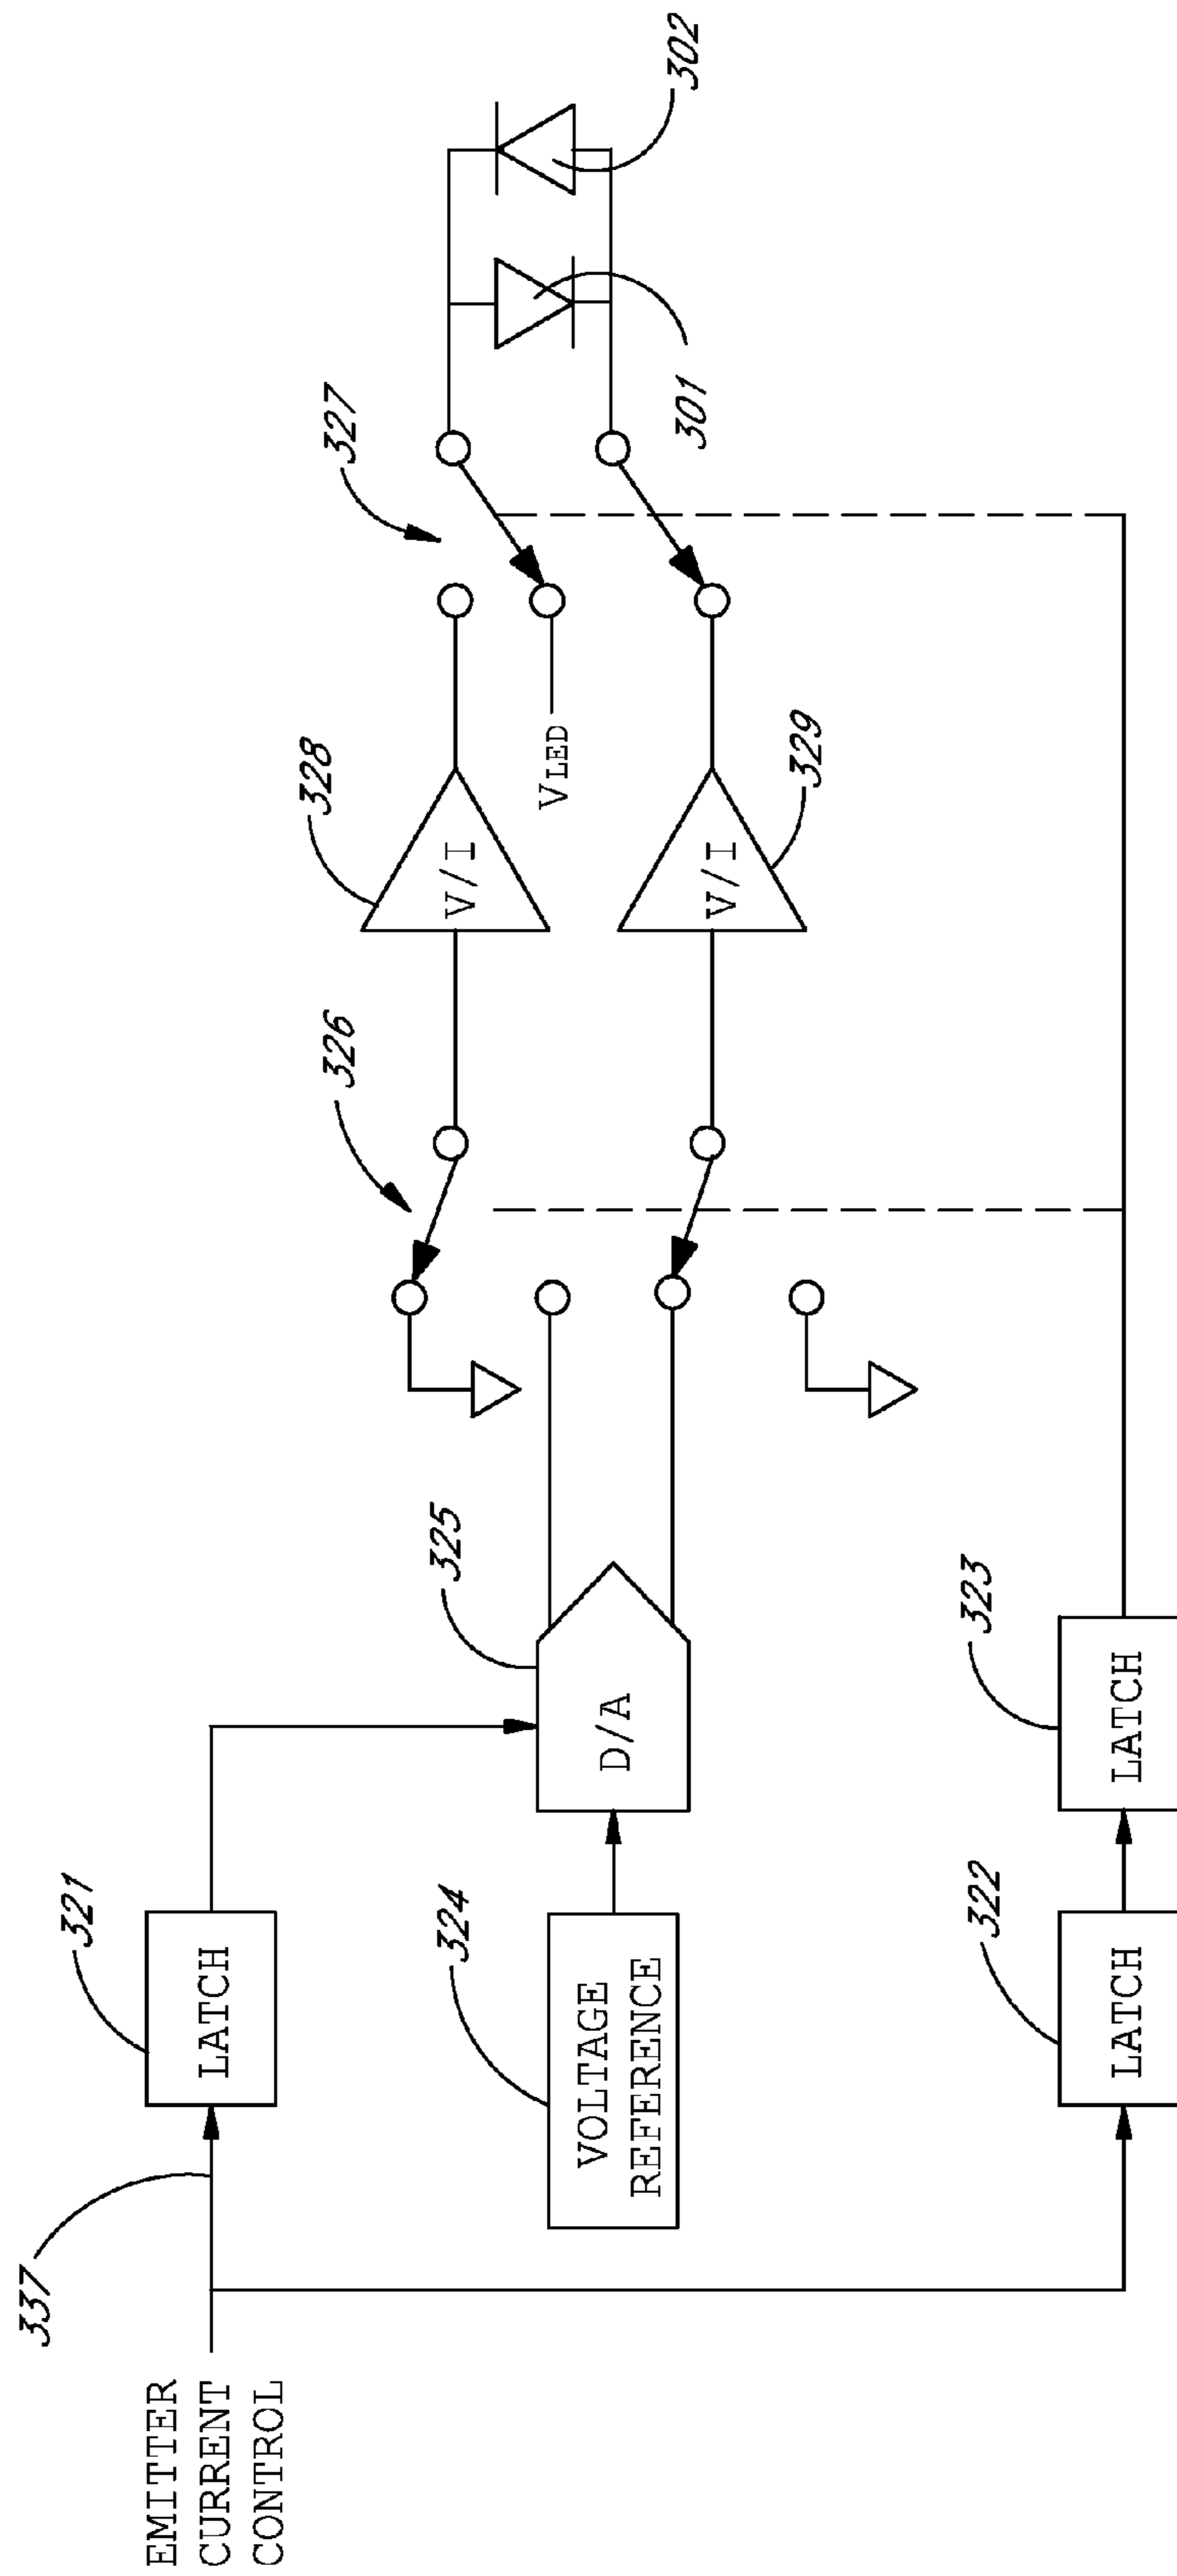 337
EMITTER
CURRENT
CONTROL
321
LATCH
324
VOLTAGE
REFERENCE
325
D/A
322
LATCH
323
LATCH
326
328
V/I
329
V/I
VLED
327
301
302